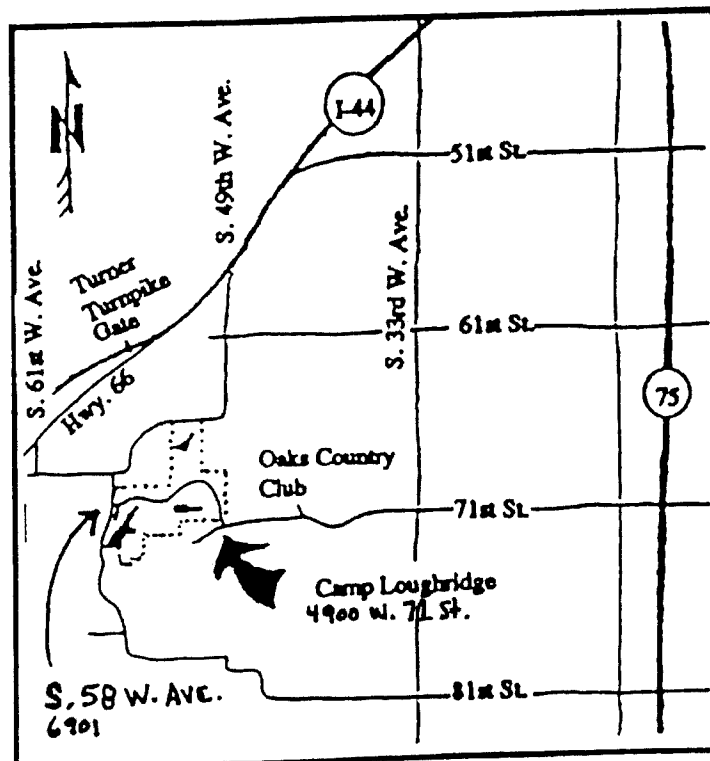 N
I-44
S. 49th W. Ave.
51st St.
S. 61st W. Ave.
Turner
Turnpike
Gate
Hwy. 66
S. 33rd W. Ave.
61st St.
75
Oaks Country
Club
71st St.
Camp Loughridge
4900 W. 71 St.
S. 58 W. AVE.
6901
81st St.